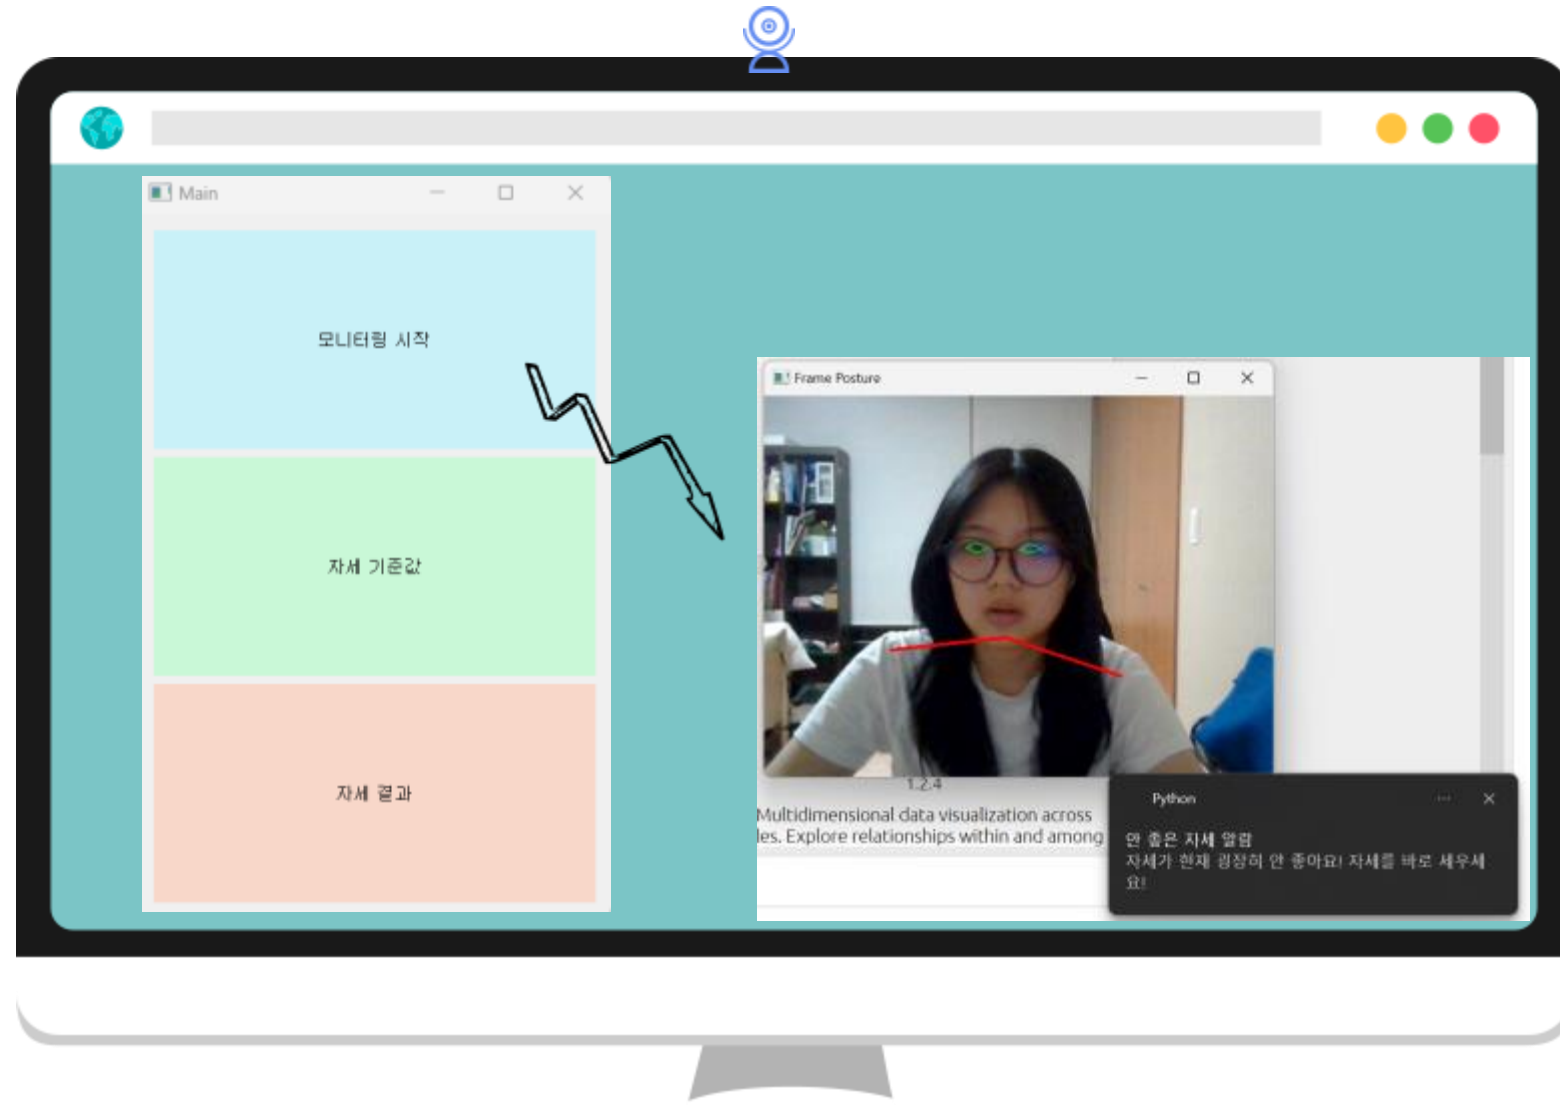 Main
모니터링 시작
자세 기준값
자세 결과
Frame Posture
1.2.4
Multidimensional data visualization across
les. Explore relationships within and among
Python
안 좋은 자세 알람
자세가 현재 굉장히 안 좋아요! 자세를 바로 세우세
요!